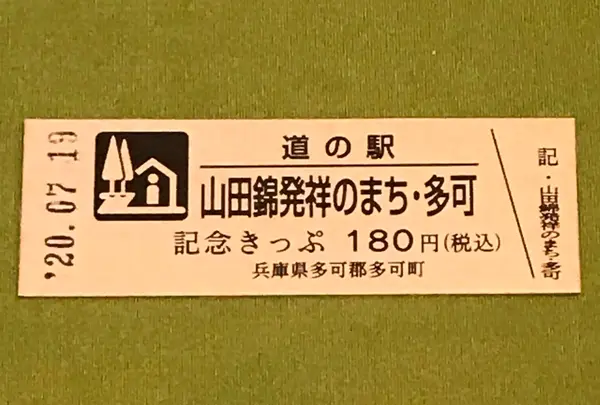 '20.07.19
道の駅
山田錦発祥のまち・多可
記念きっぷ 180円(税込)
兵庫県多可郡多可町
記・山田錦発祥のまち・多可